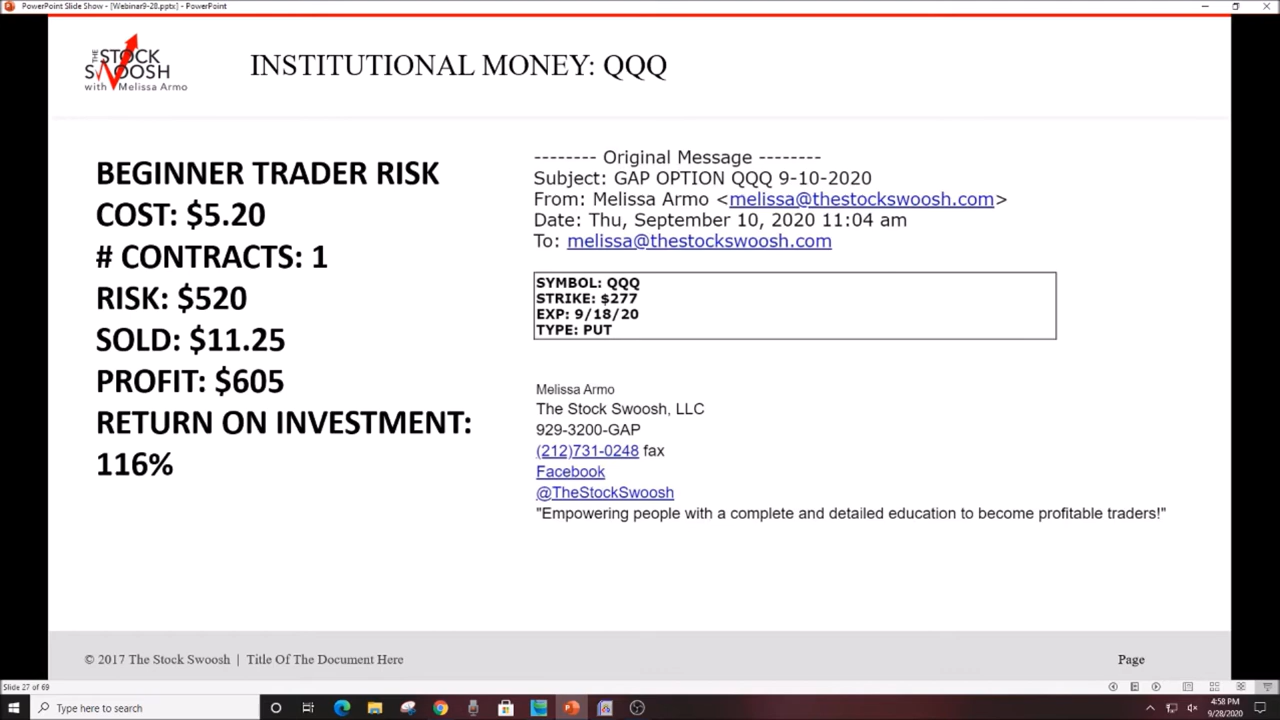 PowerPoint Slide Show - [Webinar9-28.pptx] - PowerPoint
THE STOCK
SWOOSH
with Melissa Armo
INSTITUTIONAL MONEY: QQQ
BEGINNER TRADER RISK
COST: $5.20
# CONTRACTS: 1
RISK: $520
SOLD: $11.25
PROFIT: $605
RETURN ON INVESTMENT:
116%
-------- Original Message --------
Subject: GAP OPTION QQQ 9-10-2020
From: Melissa Armo <melissa@thestockswoosh.com>
Date: Thu, September 10, 2020 11:04 am
To: melissa@thestockswoosh.com
SYMBOL: QQQ
STRIKE: $277
EXP: 9/18/20
TYPE: PUT
Melissa Armo
The Stock Swoosh, LLC
929-3200-GAP
(212)731-0248 fax
Facebook
@TheStockSwoosh
"Empowering people with a complete and detailed education to become profitable traders!"
© 2017 The Stock Swoosh | Title Of The Document Here
Page
Slide 27 of 69
Type here to search
4:58 PM
9/28/2020